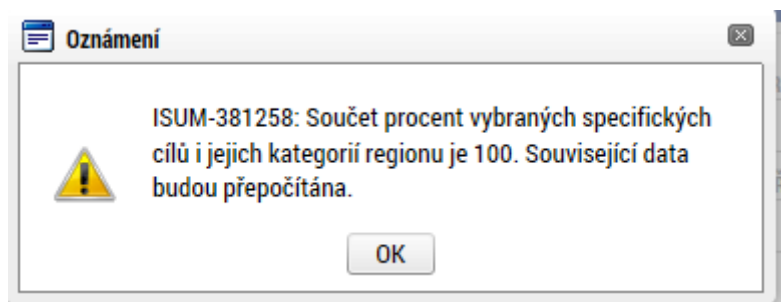 Oznámení
ISUM-381258: Součet procent vybraných specifických
cílů i jejich kategorií regionu je 100. Související data
budou přepočítána.
OK